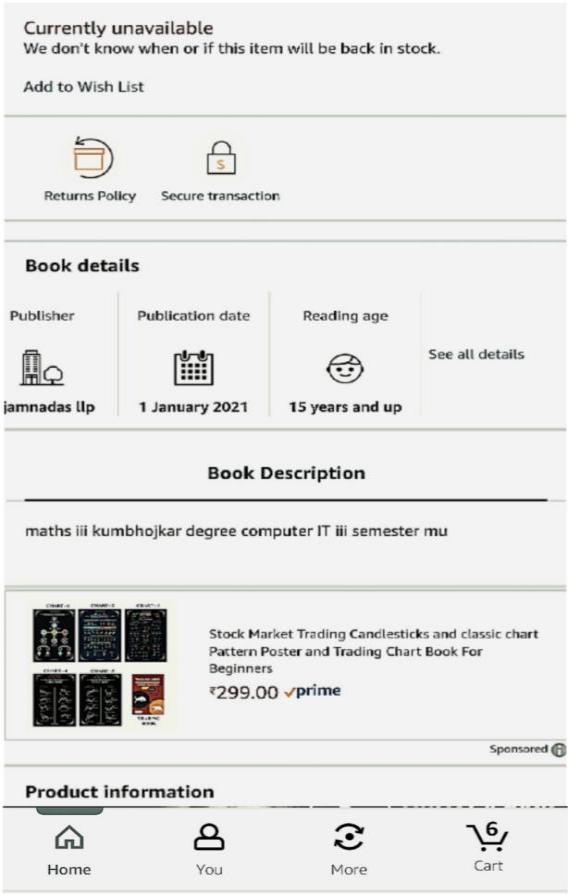 Currently unavailable
We don't know when or if this item will be back in stock.
Add to Wish List
Returns Policy Secure transaction
Book details
Publisher Publication date Reading age
See all details
jamnadas llp 1 January 2021 15 years and up
Book Description
maths iii kumbhojkar degree computer IT iii semester mu
CHART-4
Stock Market Trading Candlesticks and classic chart
Pattern Poster and Trading Chart Book For
Beginners
₹299.00 prime
Sponsored
Product information
6
Home You More Cart